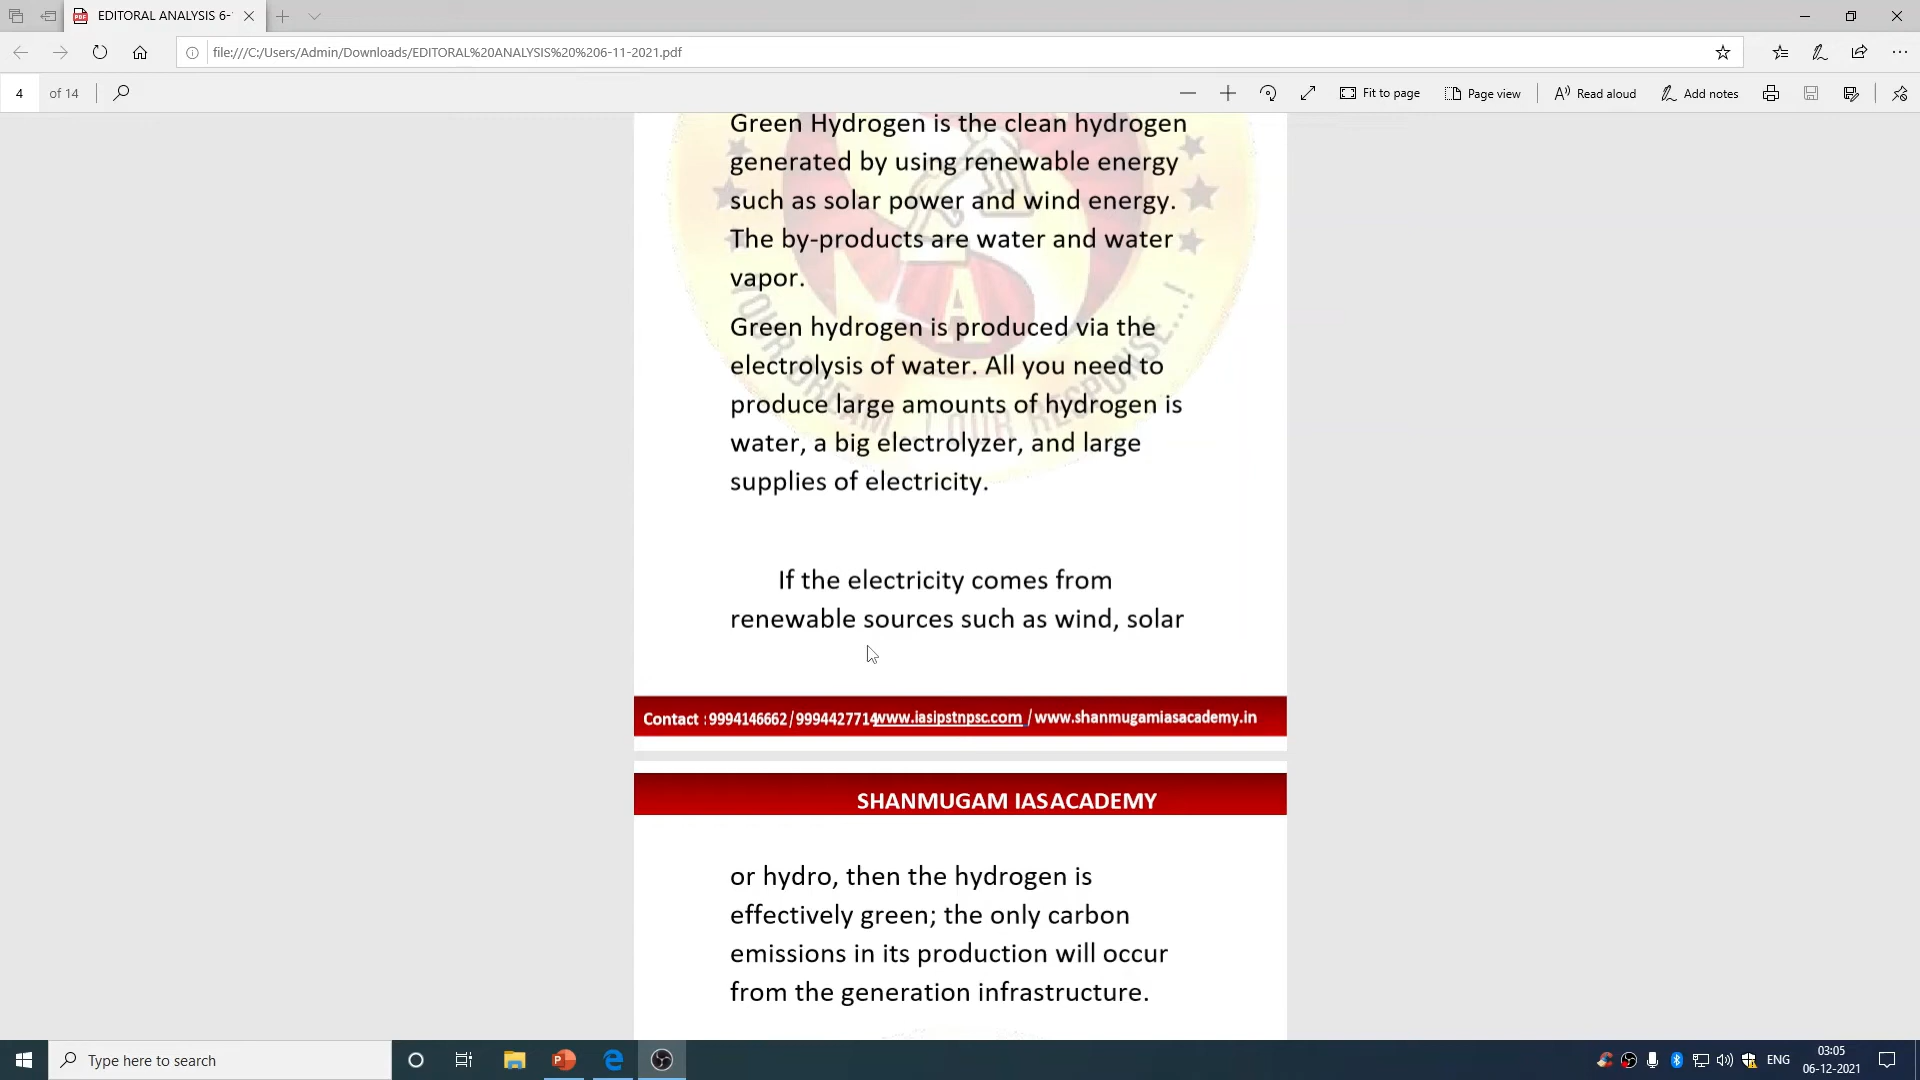 EDITORAL ANALYSIS 6-
file:///C:/Users/Admin/Downloads/EDITORAL%20ANALYSIS%20%206-11-2021.pdf
4 of 14
Fit to page
Page view
Read aloud
Add notes
Green Hydrogen is the clean hydrogen
generated by using renewable energy
such as solar power and wind energy.
The by-products are water and water
vapor.
Green hydrogen is produced via the
electrolysis of water. All you need to
produce large amounts of hydrogen is
water, a big electrolyzer, and large
supplies of electricity.
A
YOUR DREAM...! OUR RESPONSE...!
If the electricity comes from
renewable sources such as wind, solar
Contact : 9994146662/9994427714www.iasipstnpsc.com /www.shanmugamiasacademy.in
SHANMUGAM IASACADEMY
or hydro, then the hydrogen is
effectively green; the only carbon
emissions in its production will occur
from the generation infrastructure.
Type here to search
ENG
03:05
06-12-2021